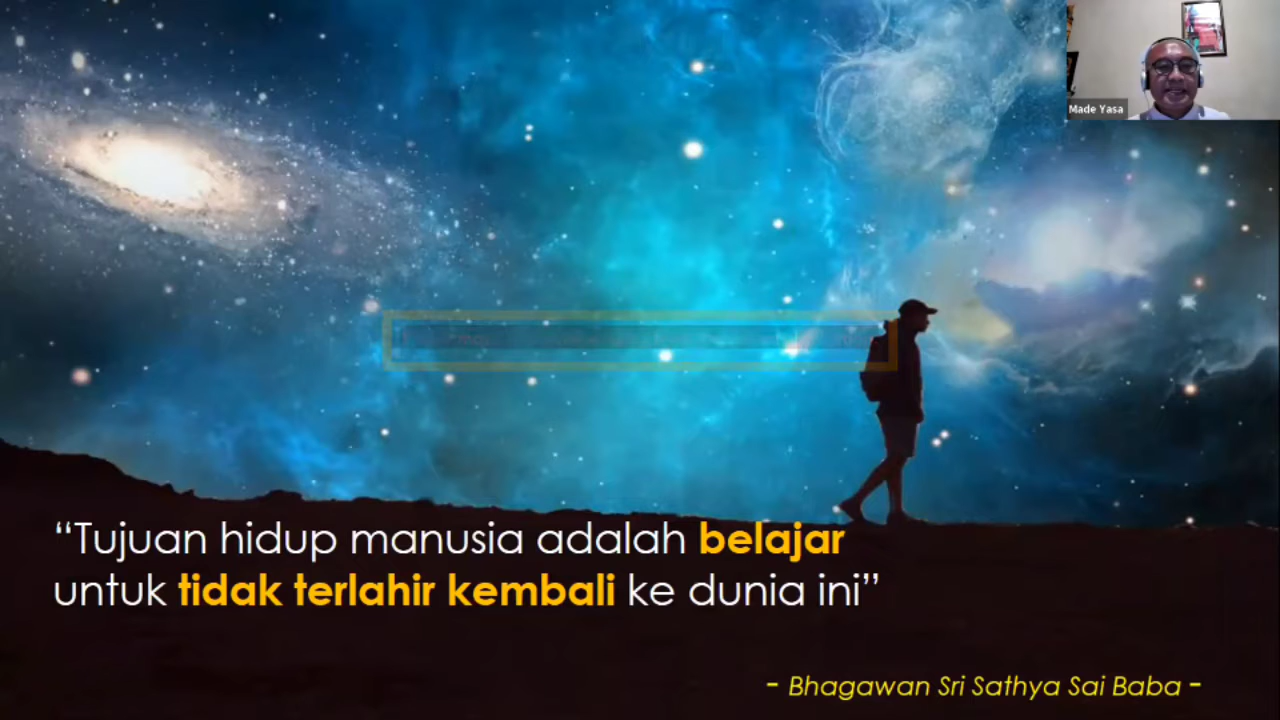 Made Yasa
“Tujuan hidup manusia adalah belajar
untuk tidak terlahir kembali ke dunia ini”
- Bhagawan Sri Sathya Sai Baba -